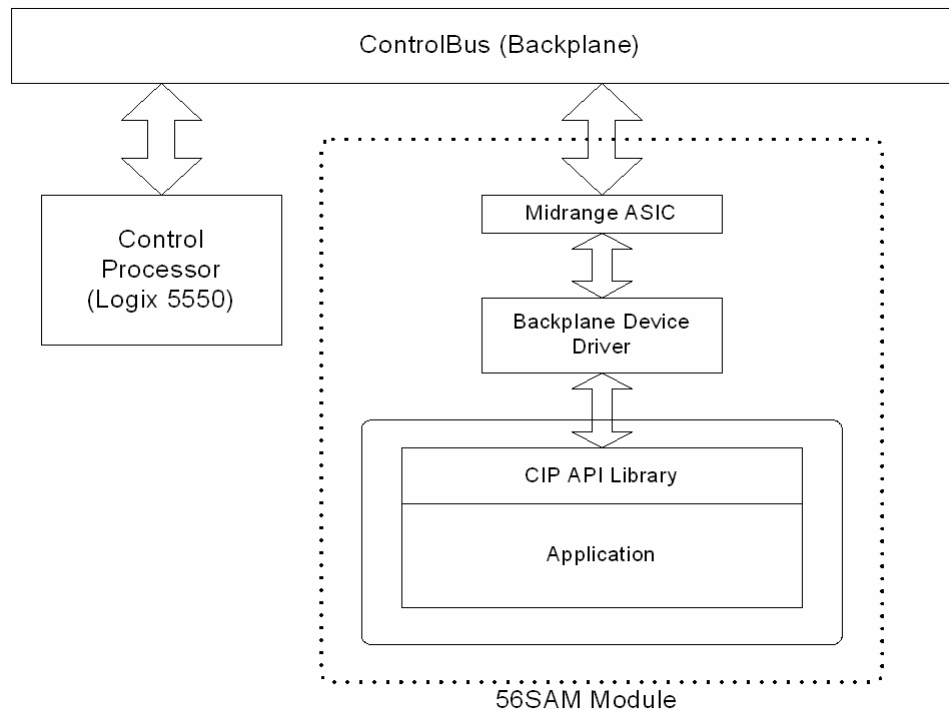 ControlBus (Backplane)
Control
Processor
(Logix 5550)
Midrange ASIC
Backplane Device
Driver
CIP API Library
Application
56SAM Module